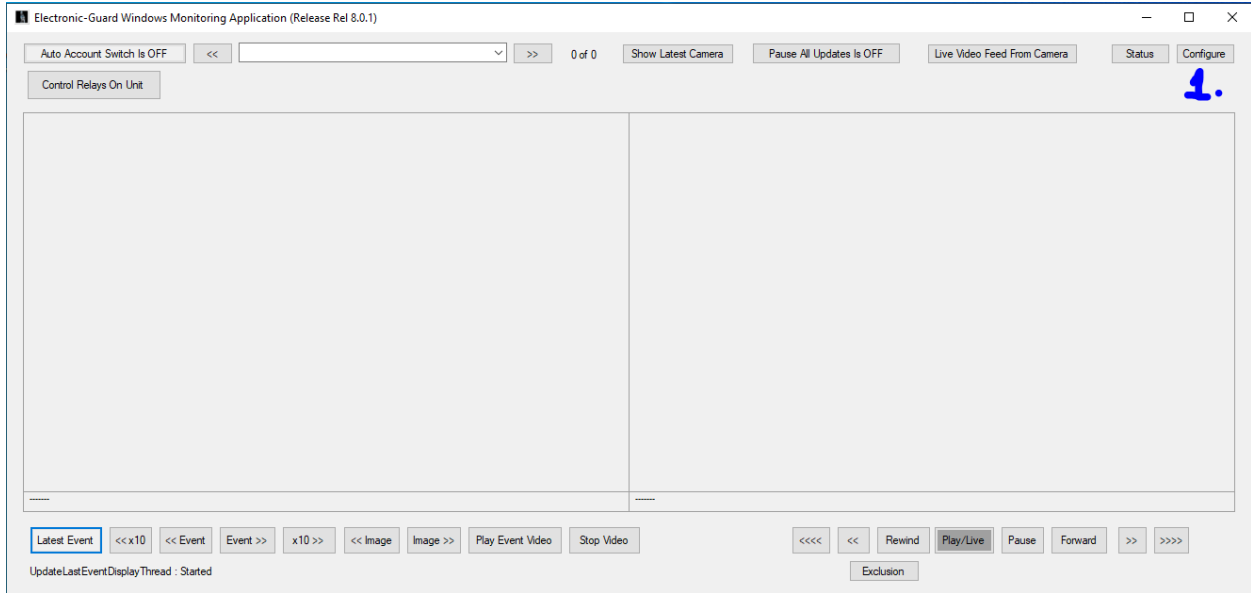 Electronic-Guard Windows Monitoring Application (Release Rel 8.0.1)
Auto Account Switch Is OFF << >> 0 of 0 Show Latest Camera Pause All Updates Is OFF Live Video Feed From Camera Status Configure
Control Relays On Unit 1.
------- -------
Latest Event <<x10 << Event Event >> x10 >> << Image Image >> Play Event Video Stop Video <<<< << Rewind Play/Live Pause Forward >> >>>>
UpdateLastEventDisplayThread : Started Exclusion